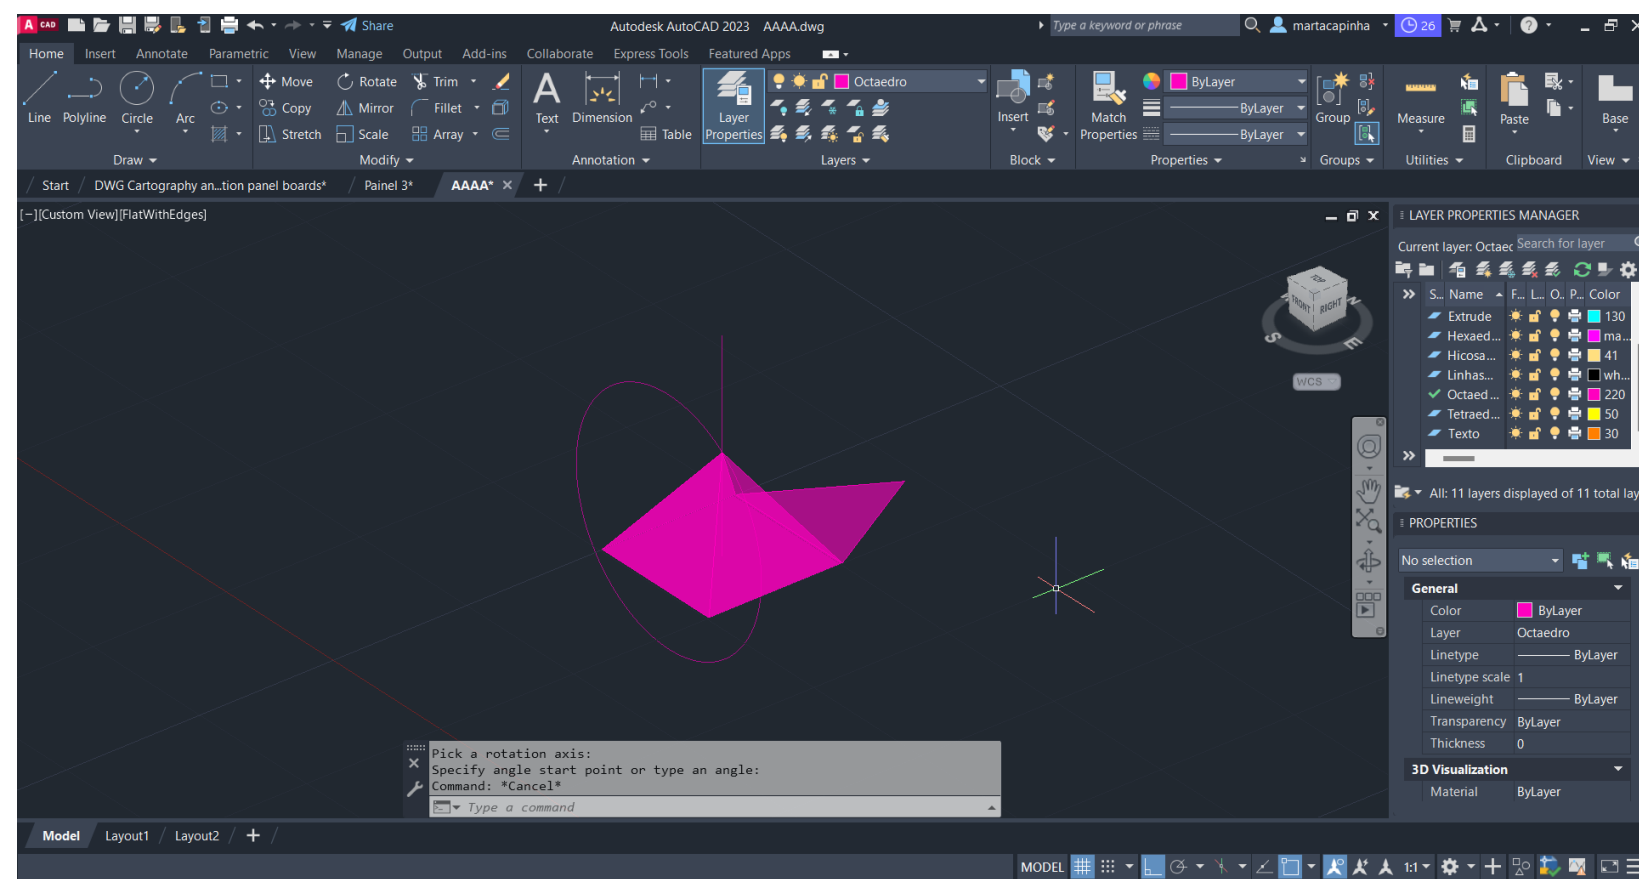 A CAD Share Autodesk AutoCAD 2023 AAAA.dwg Type a keyword or phrase martacapinha 26
Home Insert Annotate Parametric View Manage Output Add-ins Collaborate Express Tools Featured Apps
Line Polyline Circle Arc
Move Rotate Trim
Copy Mirror Fillet
Stretch Scale Array
Text Dimension Table
Layer Properties
Octaedro
Insert
Match Properties
ByLayer
ByLayer
ByLayer
Group
Measure
Paste
Base
Draw Modify Annotation Layers Block Properties Groups Utilities Clipboard View
Start DWG Cartography an...tion panel boards* Painel 3* AAAA*
[−][Custom View][FlatWithEdges]
TOP
FRONT RIGHT
S E
WCS
LAYER PROPERTIES MANAGER
Current layer: Octaec Search for layer
S... Name F... L... O.. P... Color
Extrude 130
Hexaed... ma...
Hicosa... 41
Linhas... wh...
Octaed... 220
Tetraed... 50
Texto 30
All: 11 layers displayed of 11 total lay
PROPERTIES
No selection
General
Color ByLayer
Layer Octaedro
Linetype ByLayer
Linetype scale 1
Lineweight ByLayer
Transparency ByLayer
Thickness 0
3D Visualization
Material ByLayer
Pick a rotation axis:
Specify angle start point or type an angle:
Command: *Cancel*
Type a command
Model Layout1 Layout2
MODEL 1:1